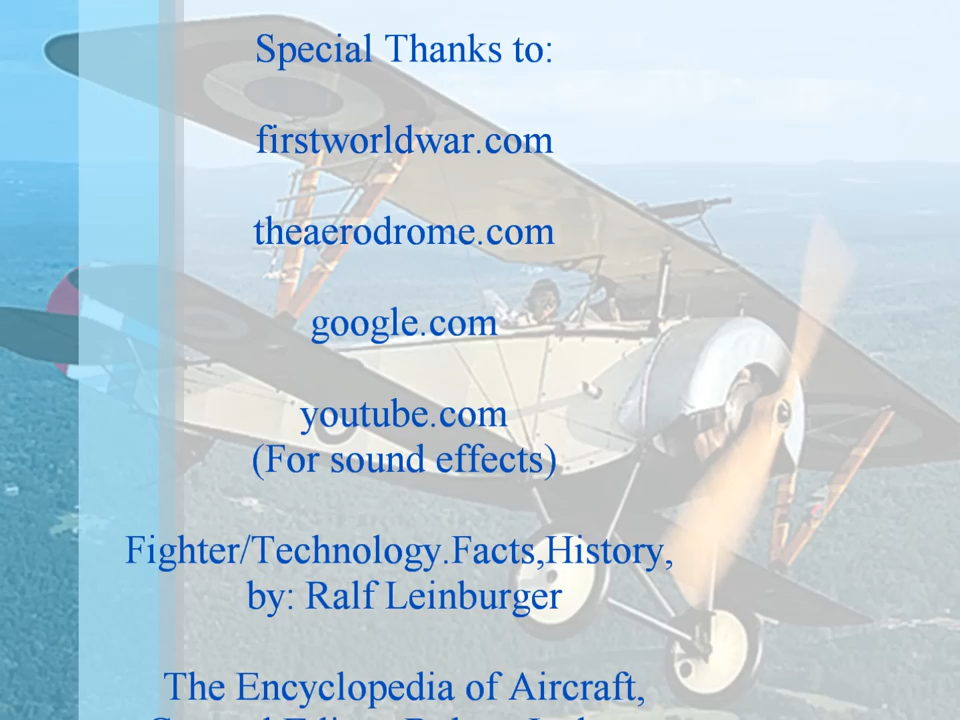 Special Thanks to:
firstworldwar.com
theaerodrome.com
google.com
youtube.com
(For sound effects)
Fighter/Technology.Facts,History,
by: Ralf Leinburger
The Encyclopedia of Aircraft,